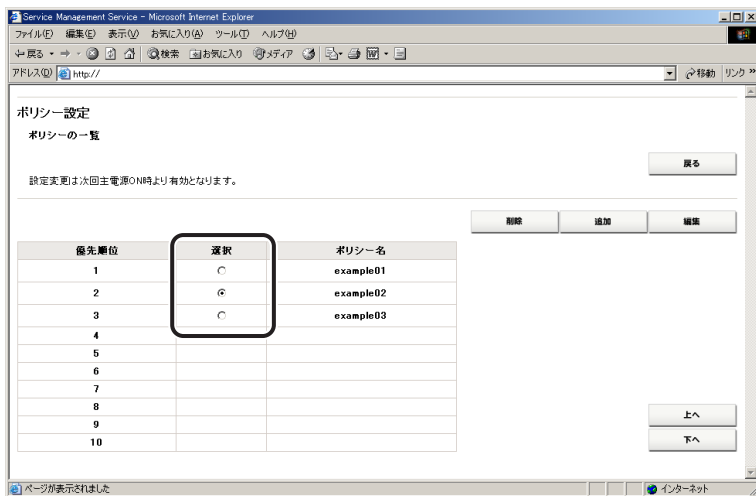 Service Management Service - Microsoft Internet Explorer
ファイル(F) 編集(E) 表示(V) お気に入り(A) ツール(T) ヘルプ(H)
戻る 検索 お気に入り メディア
アドレス(D) http:// 移動 リンク »
ポリシー設定
ポリシーの一覧
戻る
設定変更は次回主電源ON時より有効となります。
削除 追加 編集
優先順位 選択 ポリシー名
1 example01
2 example02
3 example03
4
5
6
7
8
9
10
上へ
下へ
ページが表示されました インターネット